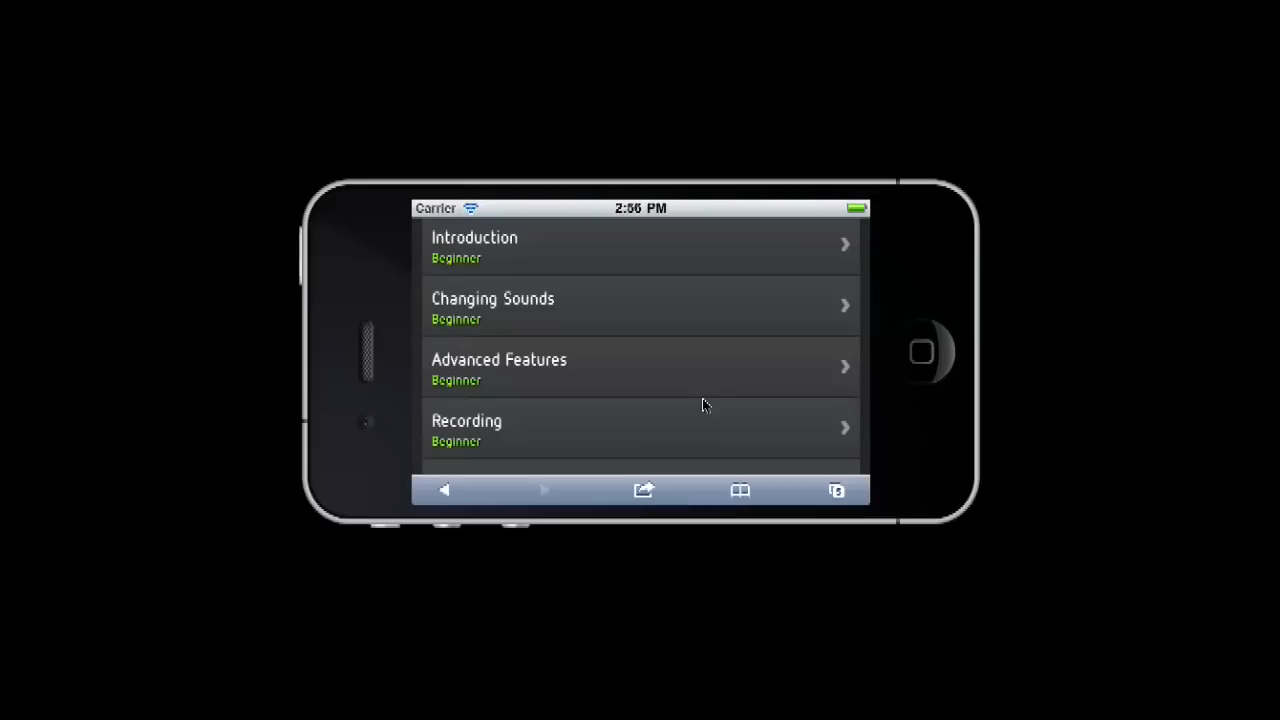 Carrier 2:56 PM
Introduction
Beginner
Changing Sounds
Beginner
Advanced Features
Beginner
Recording
Beginner